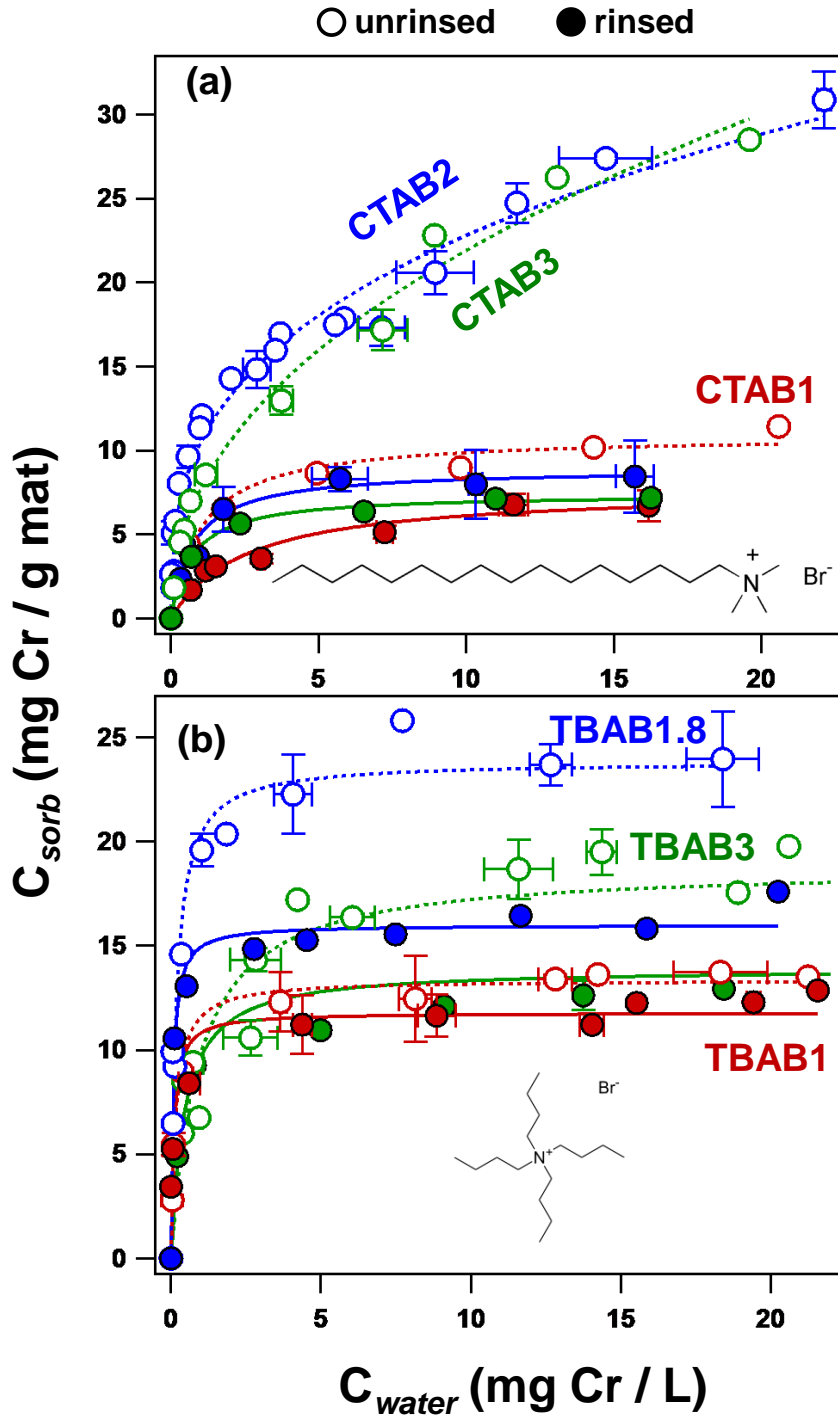 unrinsed rinsed
(a)
30
25
20
15
10
5
0
CTAB2
CTAB3
CTAB1
N
+
Br-
0 5 10 15 20
(b)
25
20
15
10
5
0
TBAB1.8
TBAB3
TBAB1
Br-
N+
0 5 10 15 20
Csorb (mg Cr / g mat)
Cwater (mg Cr / L)